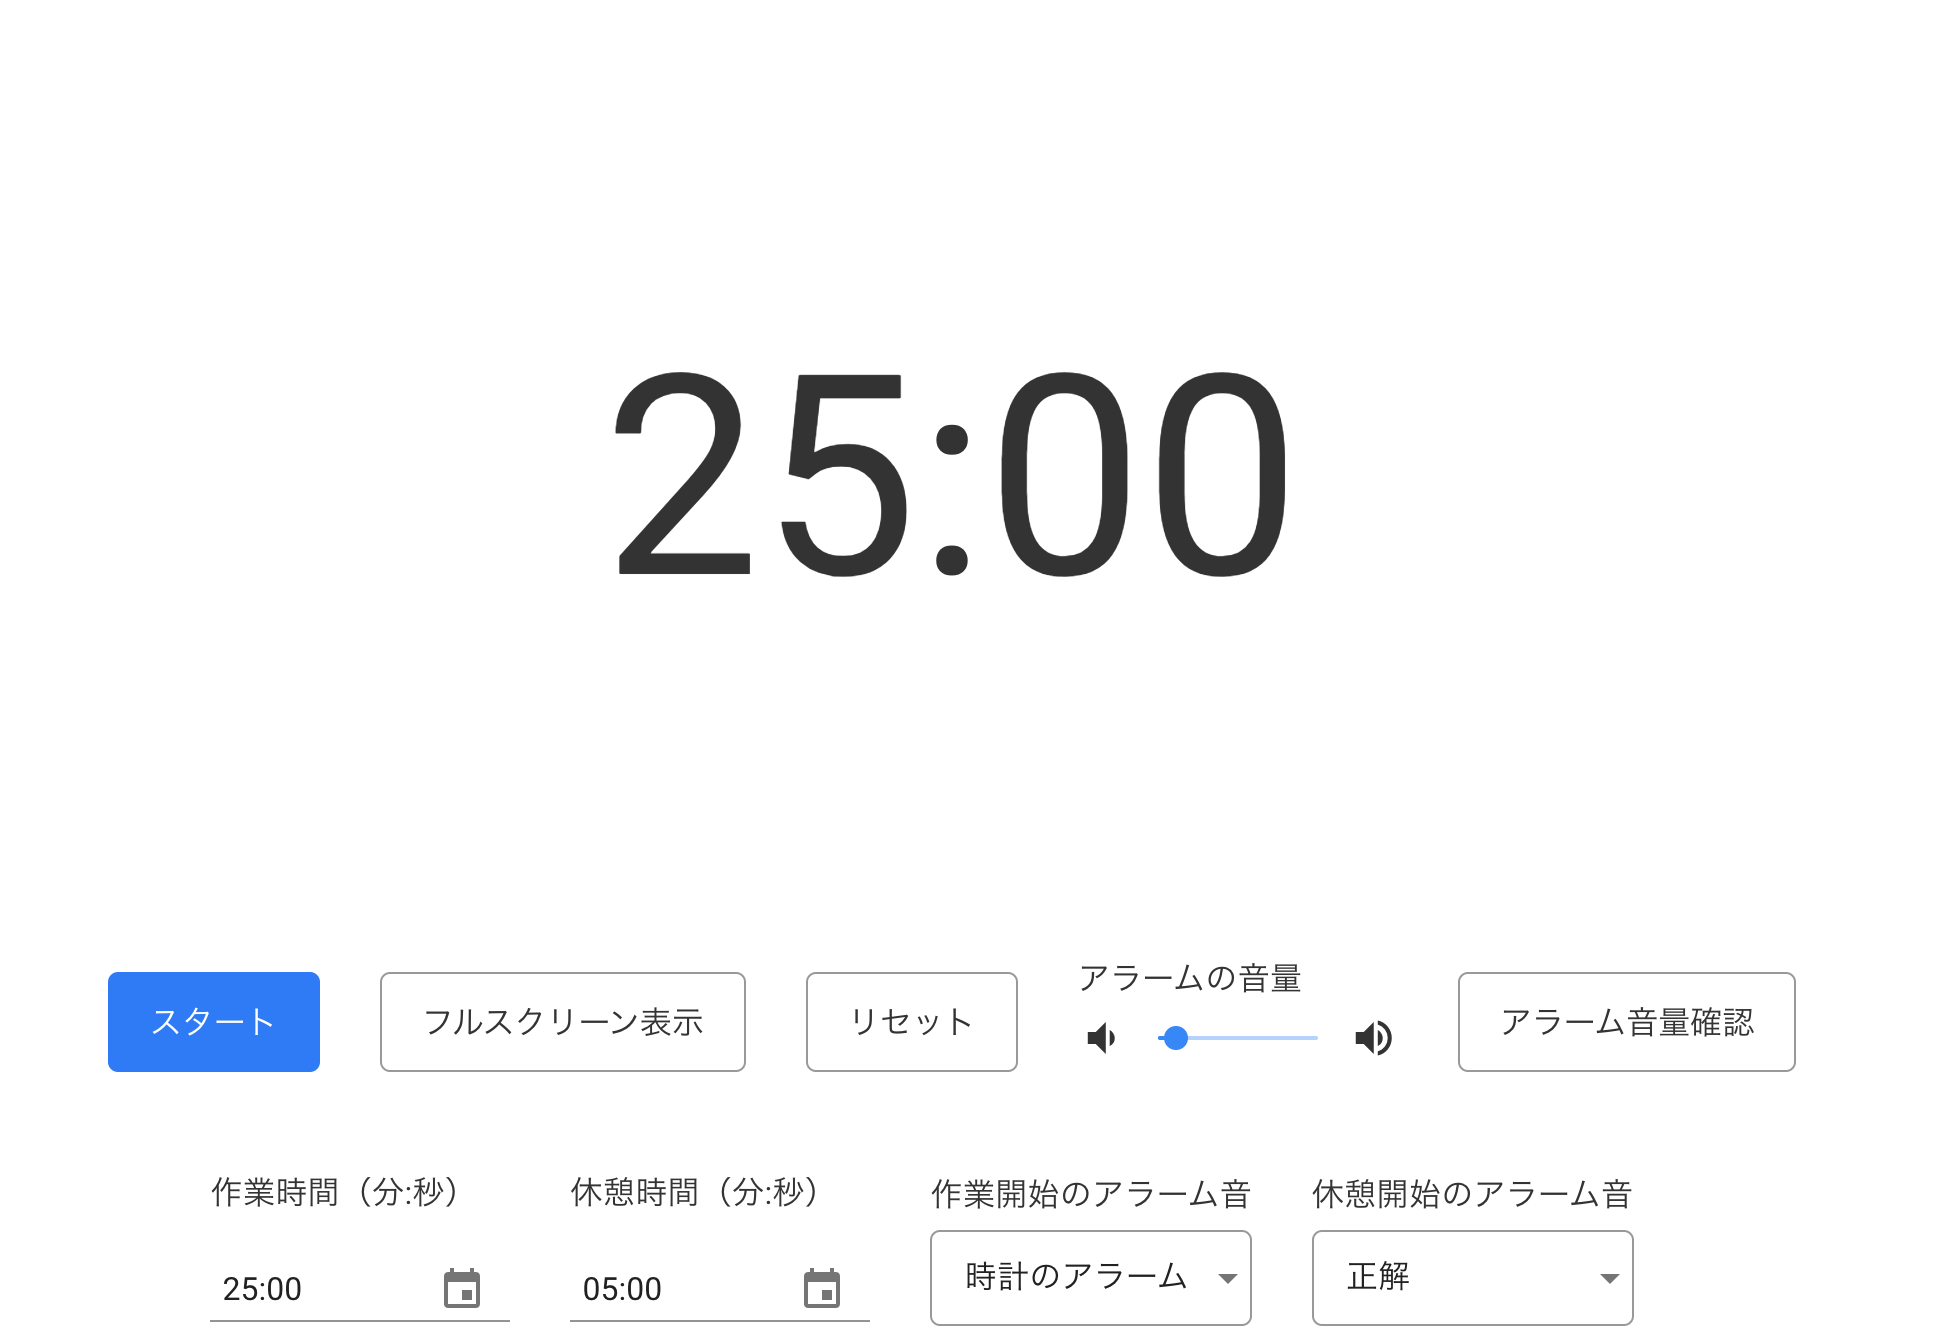 25:00
スタート
フルスクリーン表示
リセット
アラームの音量
アラーム音量確認
作業時間（分:秒）
25:00
休憩時間（分:秒）
05:00
作業開始のアラーム音
時計のアラーム
休憩開始のアラーム音
正解